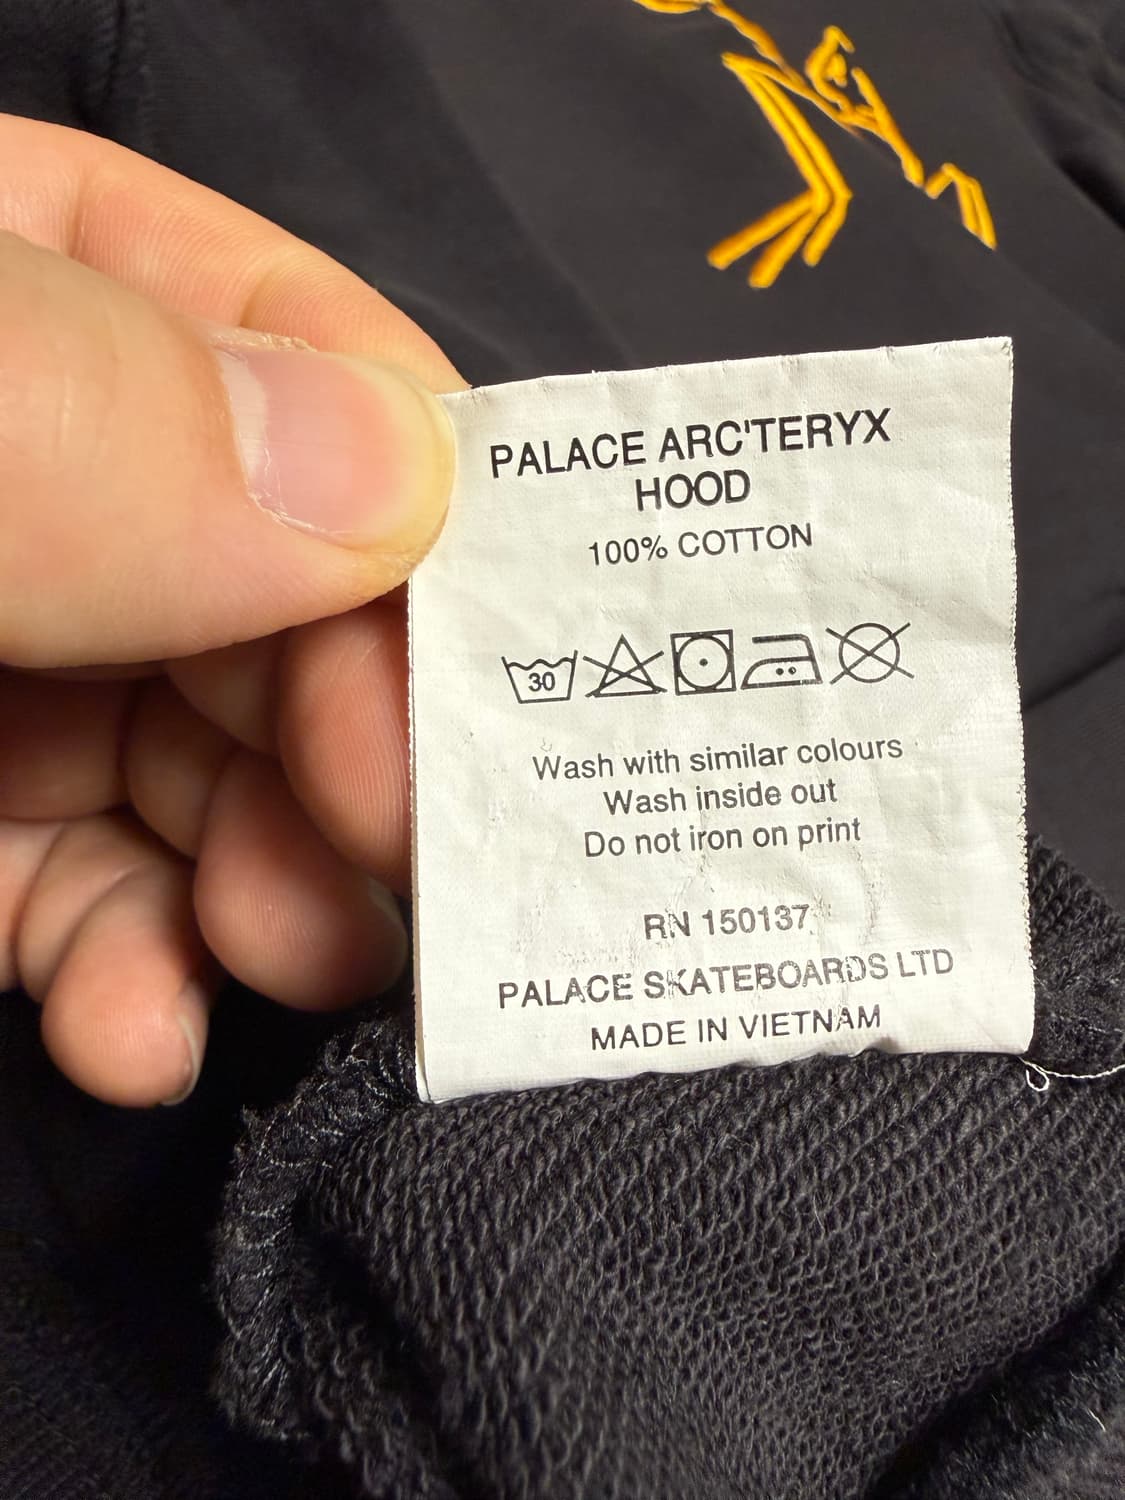 PALACE ARC'TERYX
HOOD
100% COTTON
30
Wash with similar colours
Wash inside out
Do not iron on print
RN 150137
PALACE SKATEBOARDS LTD
MADE IN VIETNAM